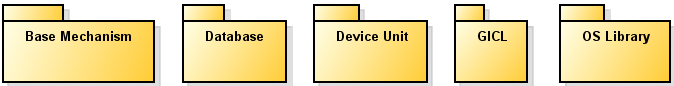 Base Mechanism
Database
Device Unit
GICL
OS Library